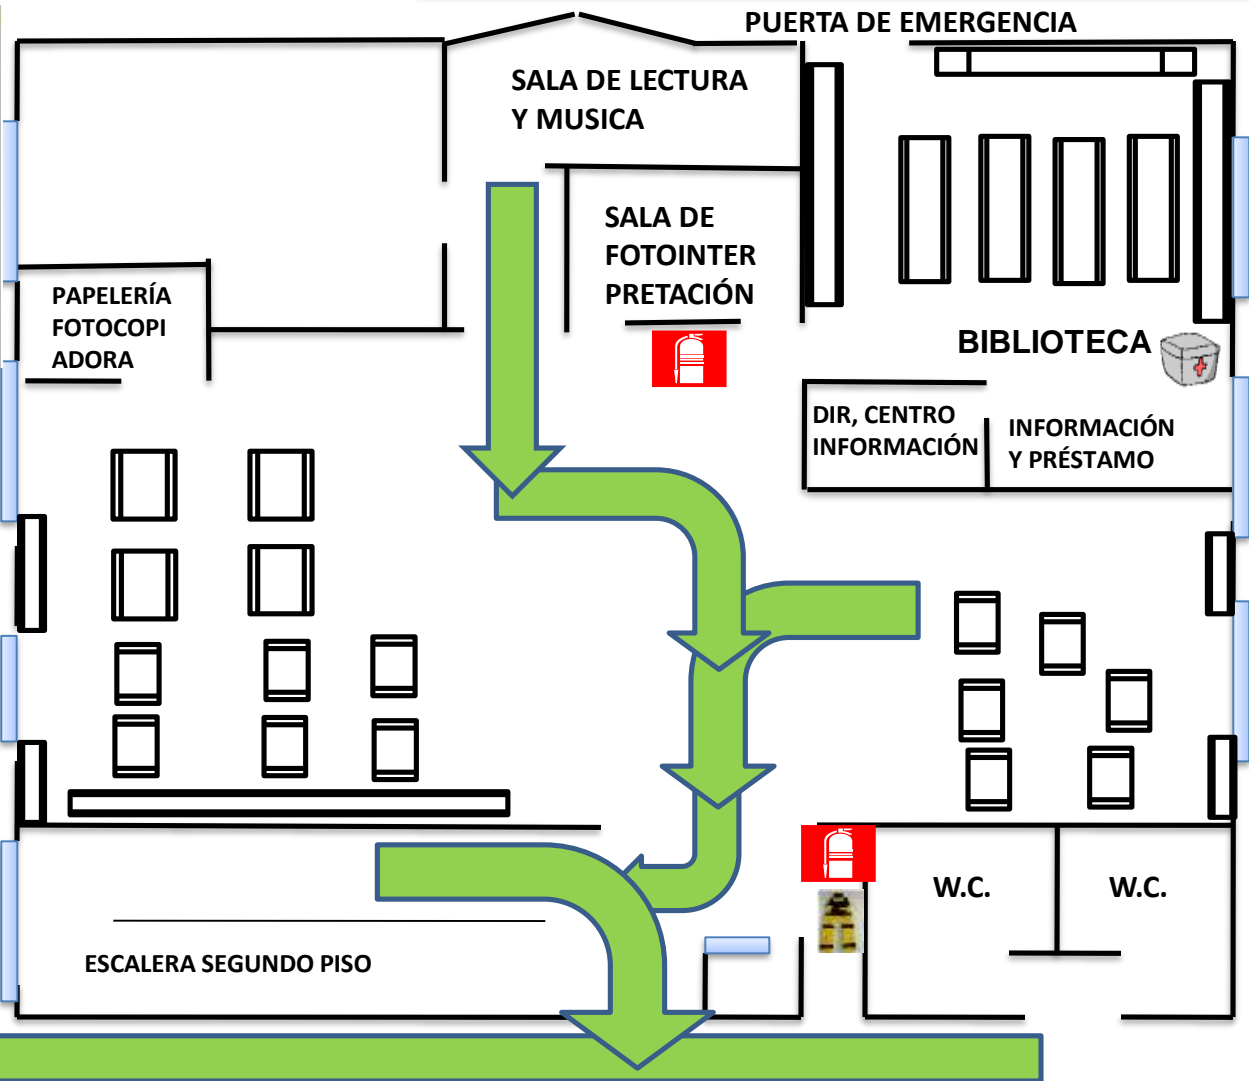 PUERTA DE EMERGENCIA
SALA DE LECTURA
Y MUSICA
SALA DE
FOTOINTER
PRETACIÓN
PAPELERÍA
FOTOCOPI
ADORA
BIBLIOTECA
DIR, CENTRO
INFORMACIÓN
INFORMACIÓN
Y PRÉSTAMO
W.C.
W.C.
ESCALERA SEGUNDO PISO